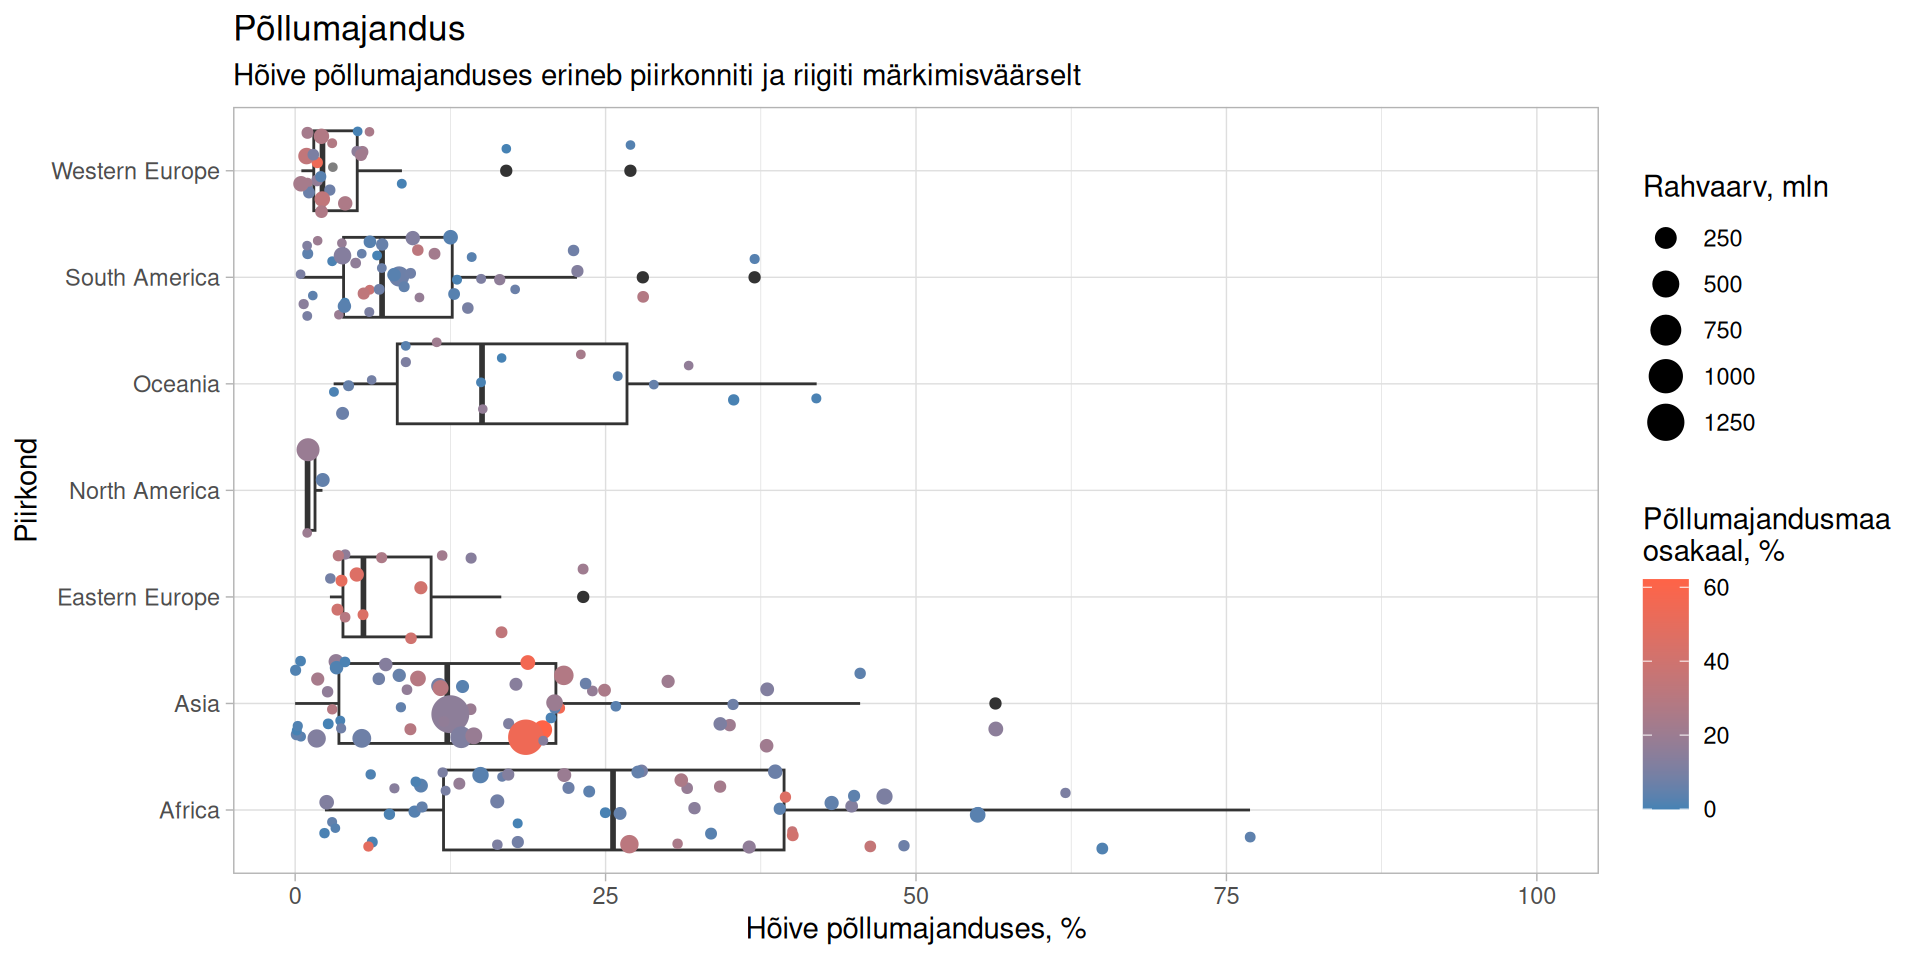 Põllumajandus
Hõive põllumajanduses erineb piirkonniti ja riigiti märkimisväärselt
Piirkond
Western Europe
South America
Oceania
North America
Eastern Europe
Asia
Africa
0 25 50 75 100
Hõive põllumajanduses, %
Rahvaarv, mln
250
500
750
1000
1250
Põllumajandusmaa
osakaal, %
60
40
20
0